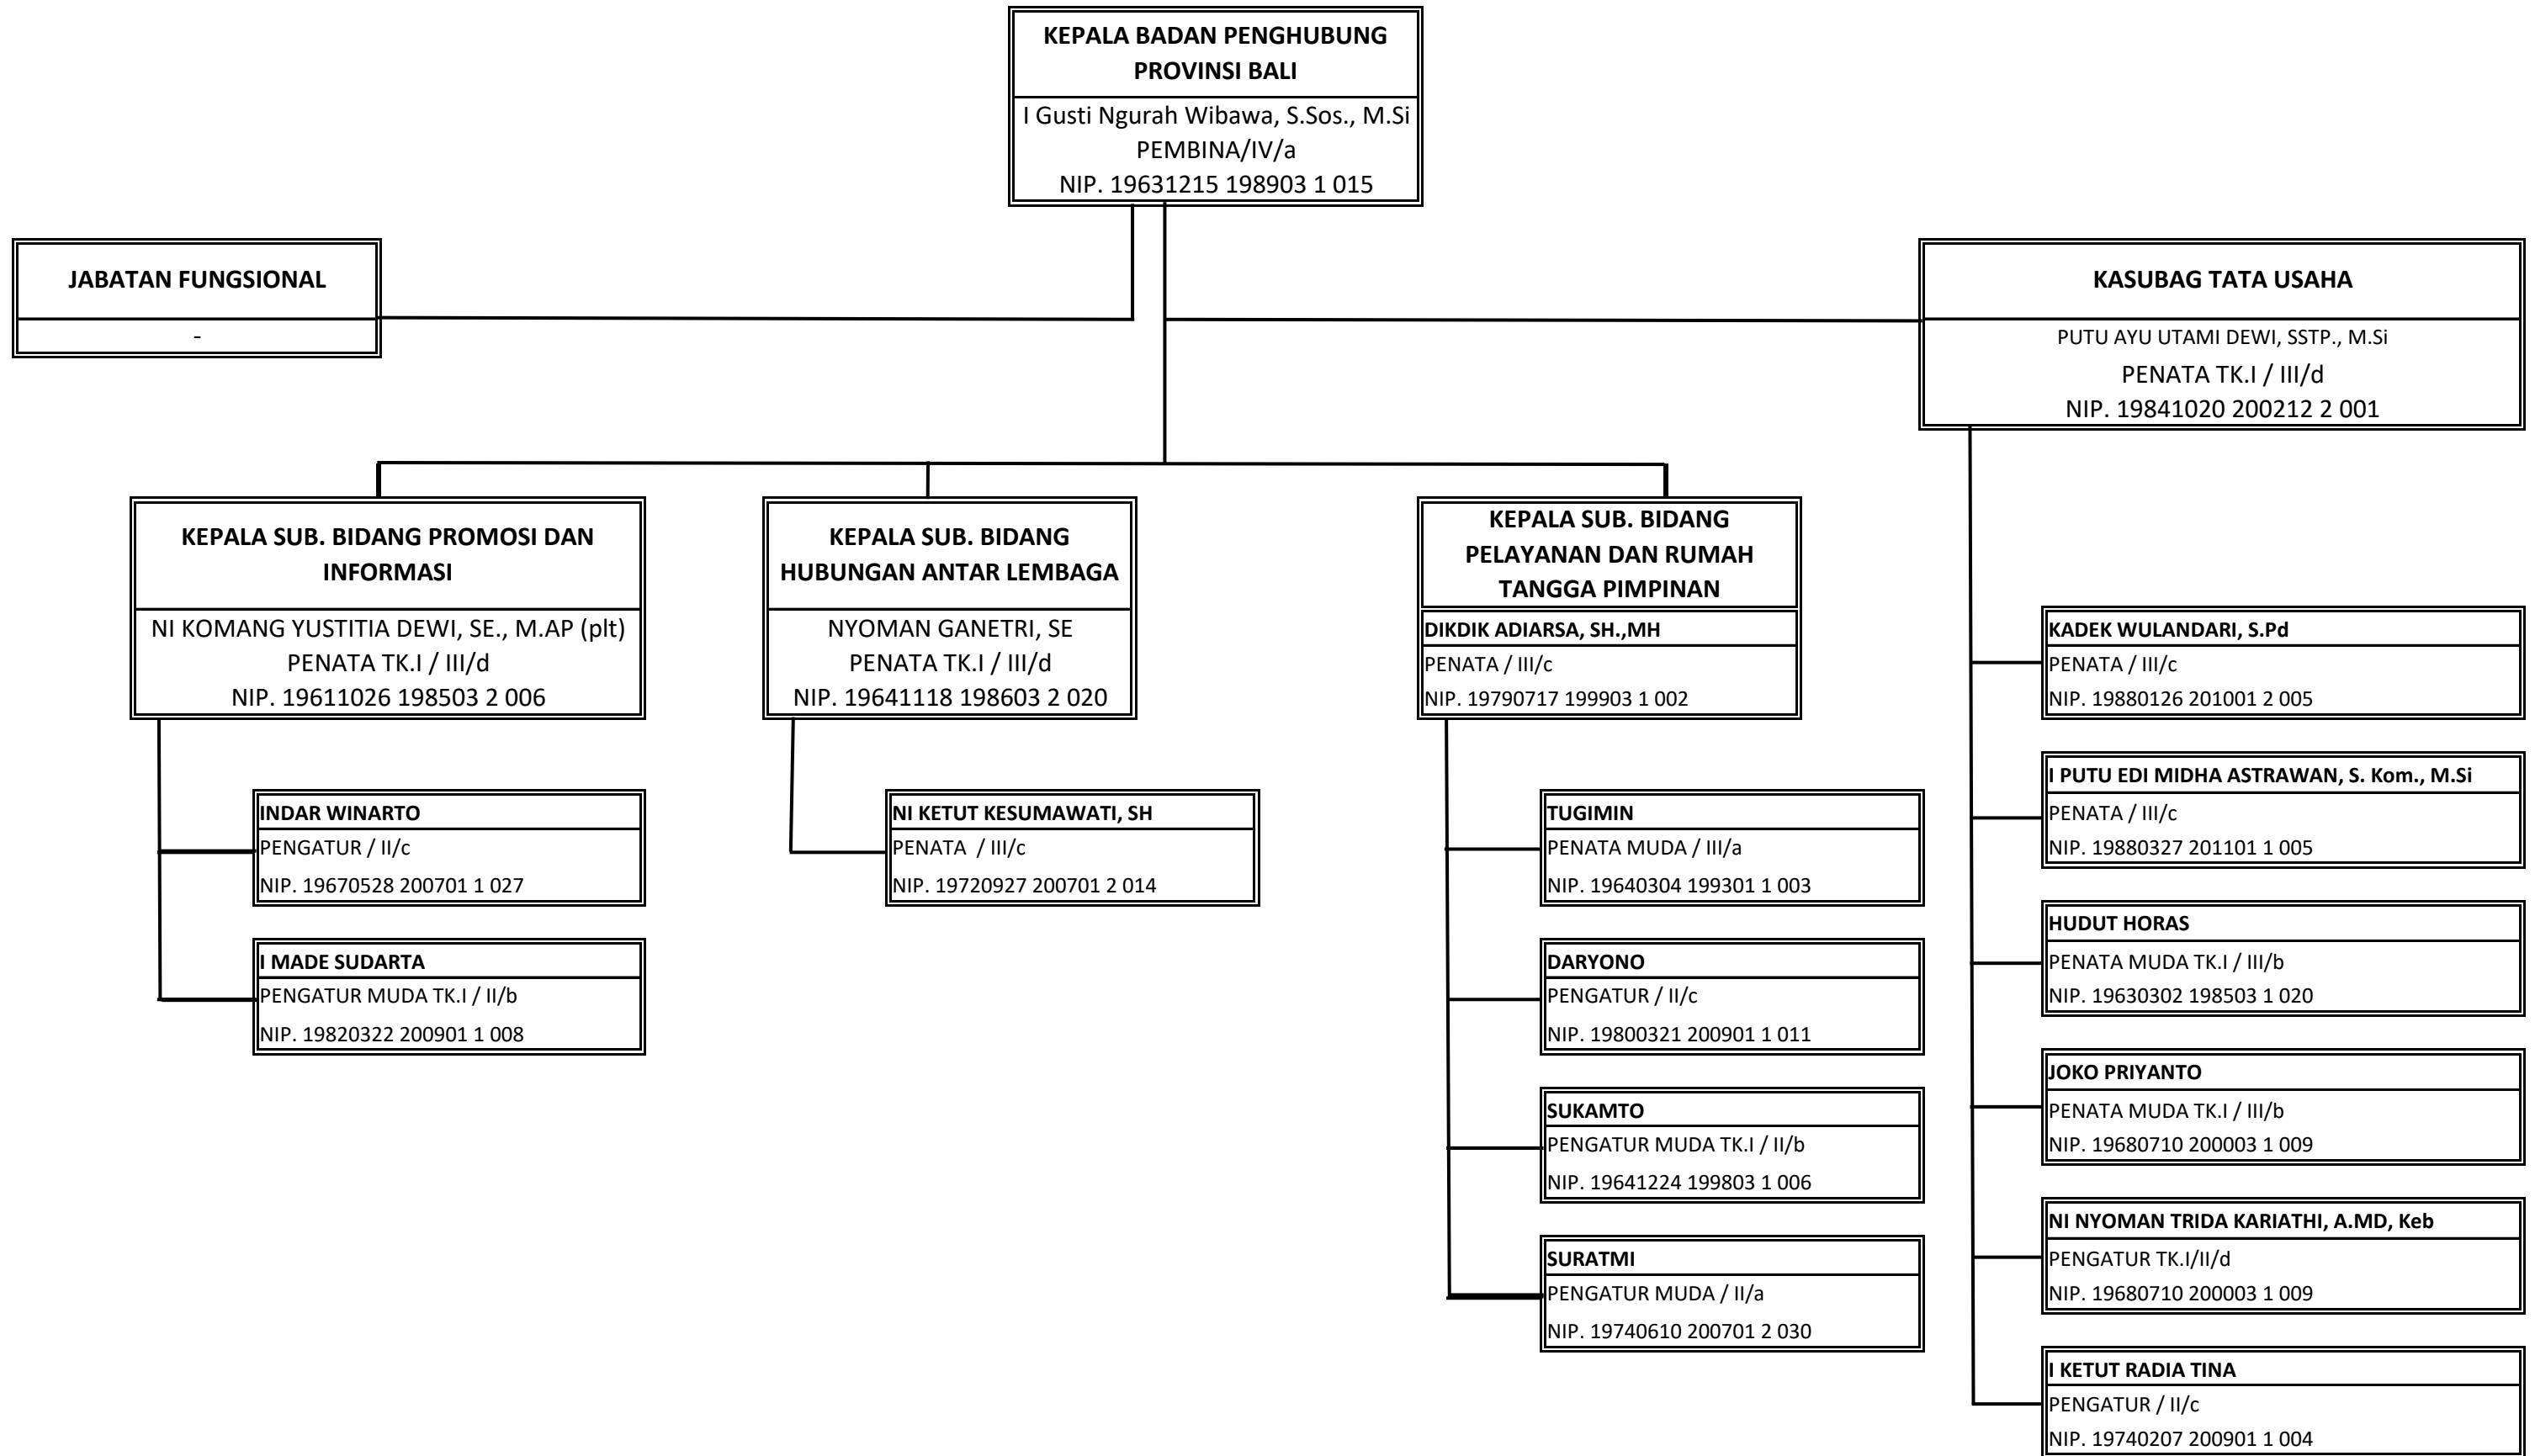 KEPALA BADAN PENGHUBUNG
PROVINSI BALI
I Gusti Ngurah Wibawa, S.Sos., M.Si
PEMBINA/IV/a
NIP. 19631215 198903 1 015
JABATAN FUNGSIONAL
-
KASUBAG TATA USAHA
PUTU AYU UTAMI DEWI, SSTP., M.Si
PENATA TK.I / III/d
NIP. 19841020 200212 2 001
KEPALA SUB. BIDANG PROMOSI DAN
INFORMASI
NI KOMANG YUSTITIA DEWI, SE., M.AP (plt)
PENATA TK.I / III/d
NIP. 19611026 198503 2 006
KEPALA SUB. BIDANG
HUBUNGAN ANTAR LEMBAGA
NYOMAN GANETRI, SE
PENATA TK.I / III/d
NIP. 19641118 198603 2 020
KEPALA SUB. BIDANG
PELAYANAN DAN RUMAH
TANGGA PIMPINAN
DIKDIK ADIARSA, SH.,MH
PENATA / III/c
NIP. 19790717 199903 1 002
INDAR WINARTO
PENGATUR / II/c
NIP. 19670528 200701 1 027
I MADE SUDARTA
PENGATUR MUDA TK.I / II/b
NIP. 19820322 200901 1 008
NI KETUT KESUMAWATI, SH
PENATA / III/c
NIP. 19720927 200701 2 014
TUGIMIN
PENATA MUDA / III/a
NIP. 19640304 199301 1 003
DARYONO
PENGATUR / II/c
NIP. 19800321 200901 1 011
SUKAMTO
PENGATUR MUDA TK.I / II/b
NIP. 19641224 199803 1 006
SURATMI
PENGATUR MUDA / II/a
NIP. 19740610 200701 2 030
KADEK WULANDARI, S.Pd
PENATA / III/c
NIP. 19880126 201001 2 005
I PUTU EDI MIDHA ASTRAWAN, S. Kom., M.Si
PENATA / III/c
NIP. 19880327 201101 1 005
HUDUT HORAS
PENATA MUDA TK.I / III/b
NIP. 19630302 198503 1 020
JOKO PRIYANTO
PENATA MUDA TK.I / III/b
NIP. 19680710 200003 1 009
NI NYOMAN TRIDA KARIATHI, A.MD, Keb
PENGATUR TK.I/II/d
NIP. 19680710 200003 1 009
I KETUT RADIA TINA
PENGATUR / II/c
NIP. 19740207 200901 1 004